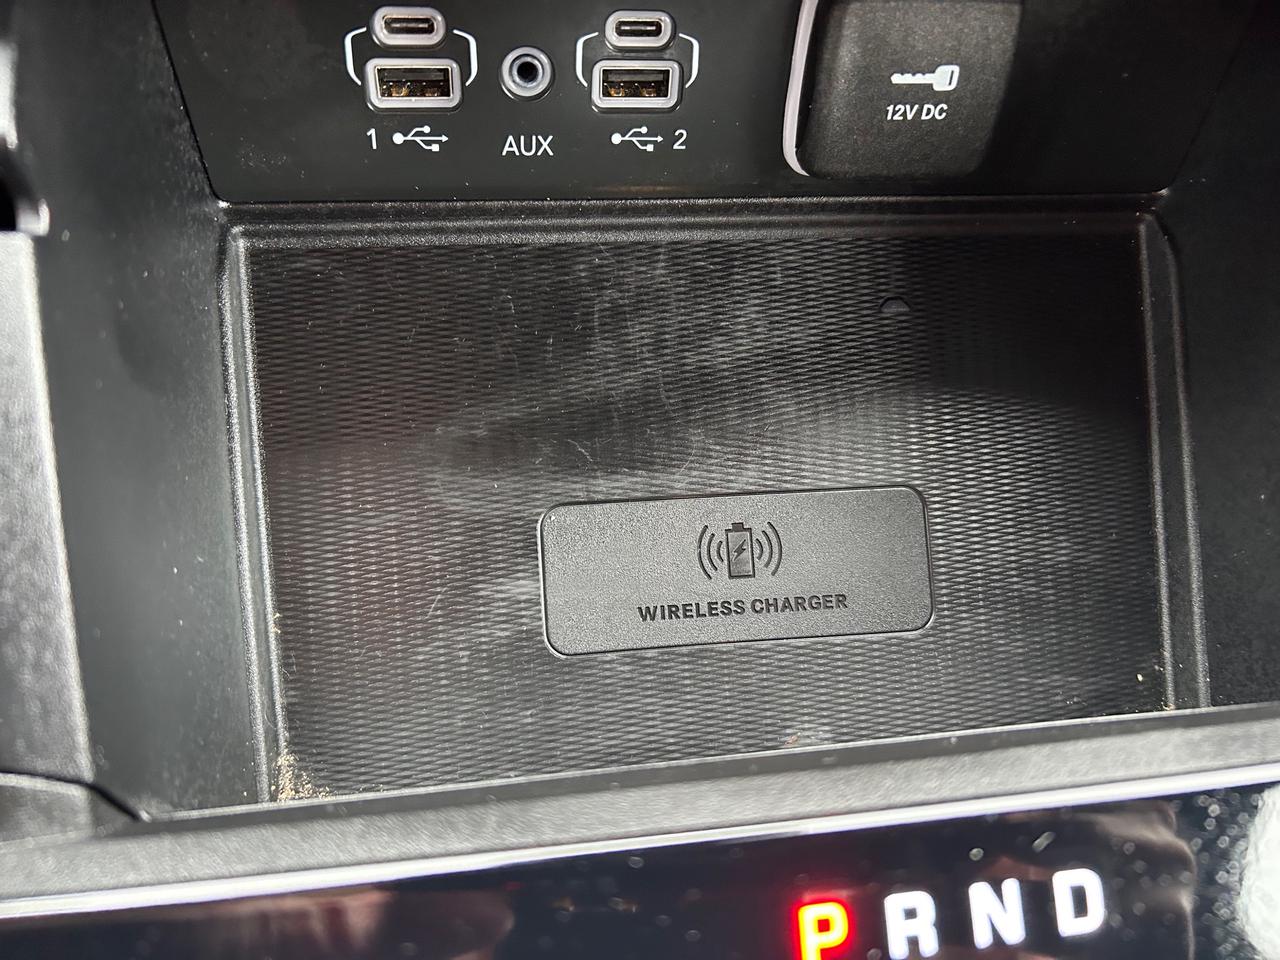 1
AUX
2
12V DC
WIRELESS CHARGER
P R N D